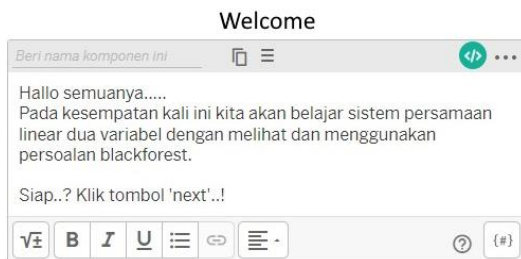 Welcome
Beri nama komponen ini
Hallo semuanya.....
Pada kesempatan kali ini kita akan belajar sistem persamaan
linear dua variabel dengan melihat dan menggunakan
persoalan blackforest.
Siap..? Klik tombol 'next'..!
√± B I U {#}